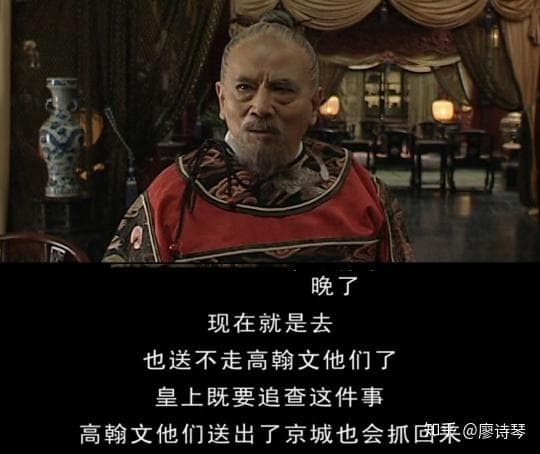 晚了
现在就是去
也送不走高翰文他们了
皇上既要追查这件事
高翰文他们送出了京城也会抓回来
知乎 @廖诗琴